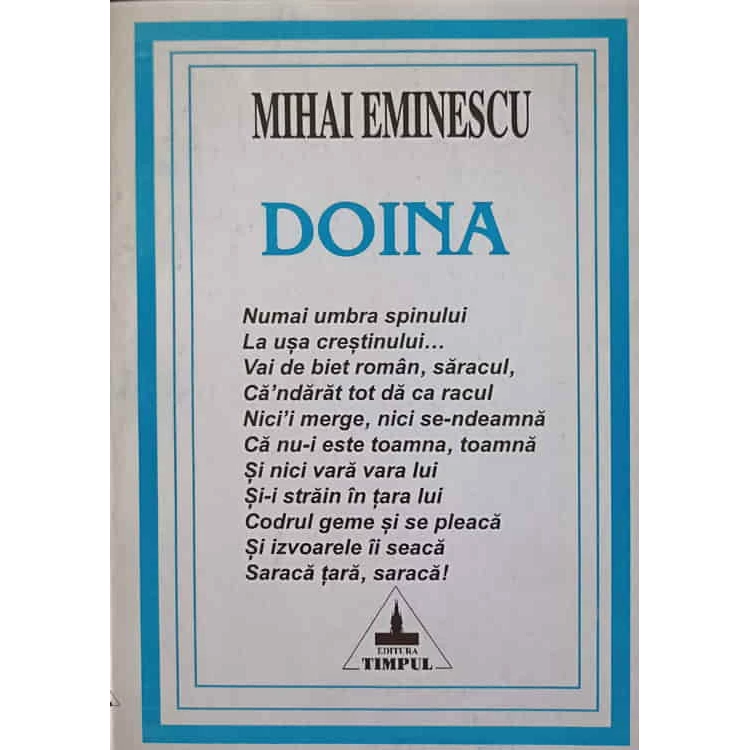 MIHAI EMINESCU
DOINA
Numai umbra spinului
La ușa creștinului...
Vai de biet român, săracul,
Că'ndărăt tot dă ca racul
Nici'i merge, nici se-ndeamnă
Că nu-i este toamna, toamnă
Și nici vară vara lui
Și-i străin în țara lui
Codrul geme și se pleacă
Și izvoarele îi seacă
Saracă țară, saracă!
EDITURA
TIMPUL